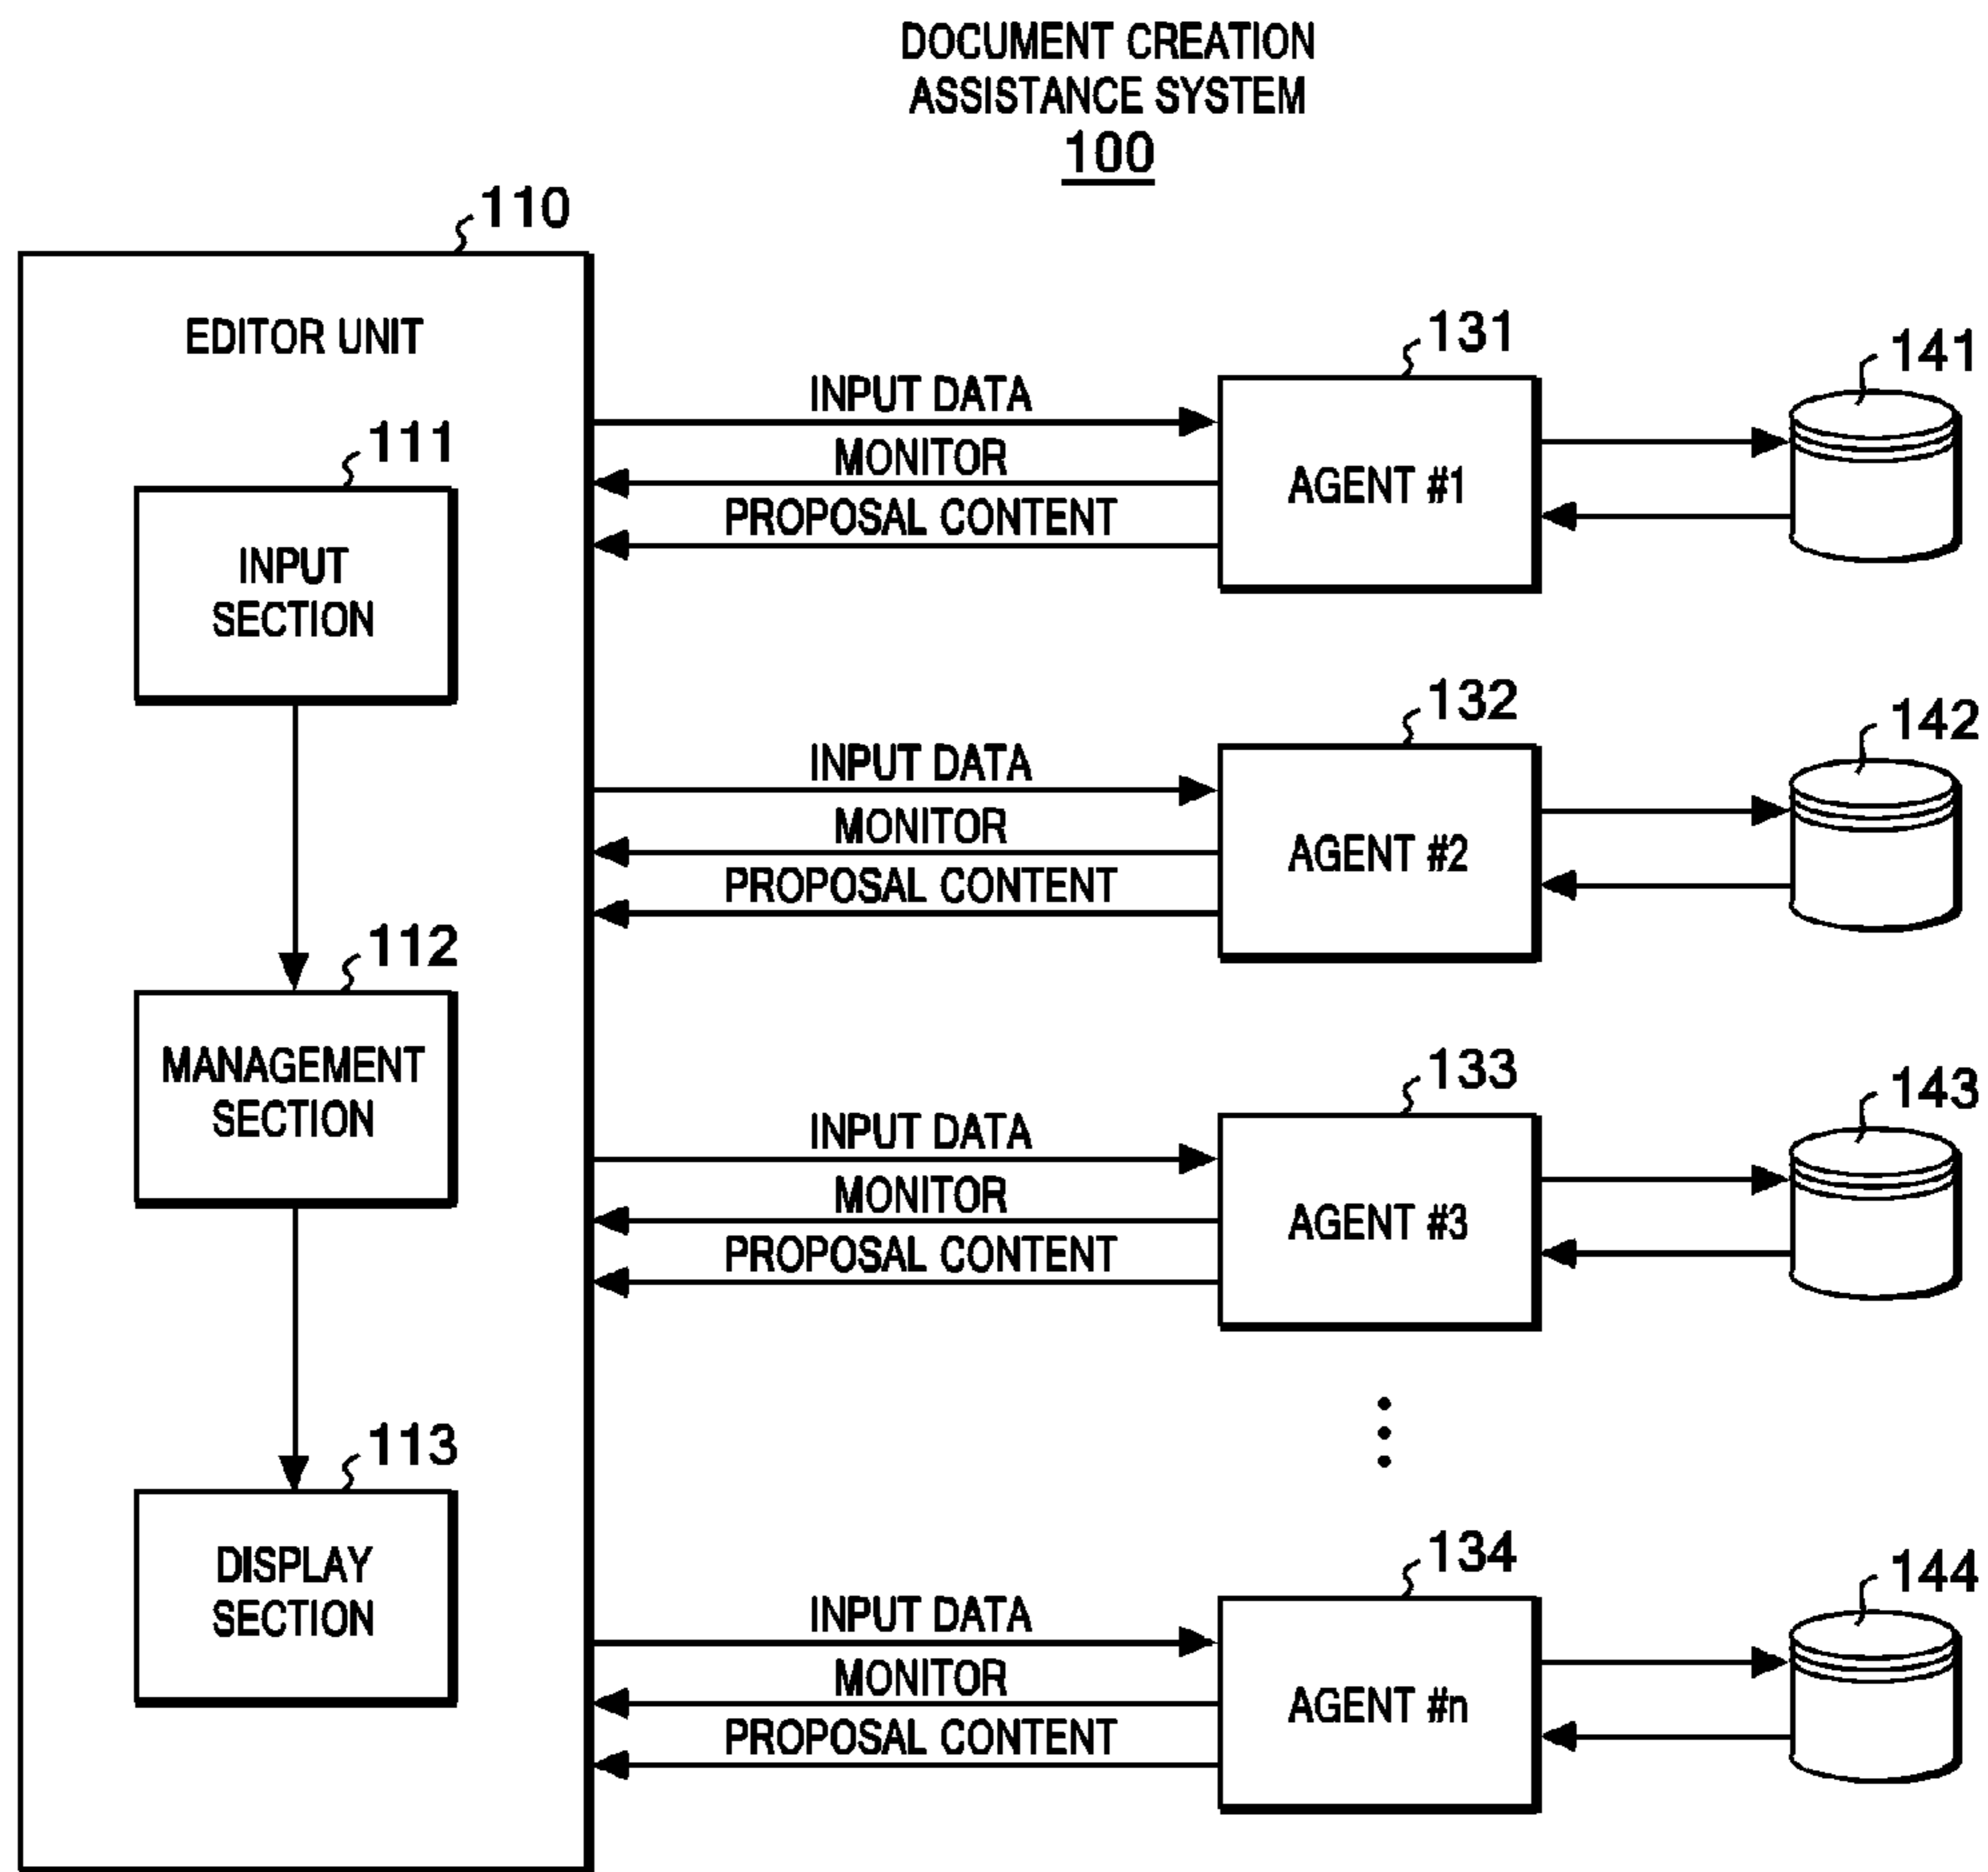 DOCUMENT CREATION
ASSISTANCE SYSTEM
100
110
EDITOR UNIT
111
INPUT
SECTION
112
MANAGEMENT
SECTION
113
DISPLAY
SECTION
INPUT DATA
MONITOR
PROPOSAL CONTENT
131
AGENT #1
141
INPUT DATA
MONITOR
PROPOSAL CONTENT
132
AGENT #2
142
INPUT DATA
MONITOR
PROPOSAL CONTENT
133
AGENT #3
143
INPUT DATA
MONITOR
PROPOSAL CONTENT
134
AGENT #n
144